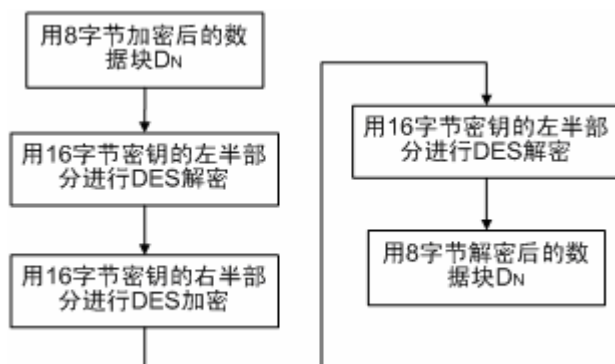 用8字节加密后的数
据块DN
用16字节密钥的左半部
分进行DES解密
用16字节密钥的右半部
分进行DES加密
用16字节密钥的左半部
分进行DES解密
用8字节解密后的数
据块DN